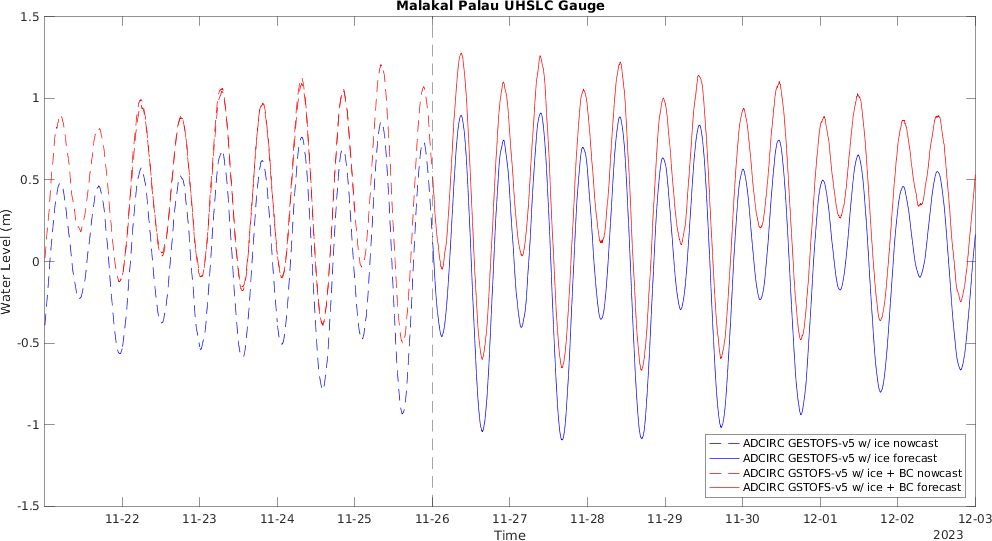 Malakal Palau UHSLC Gauge
1.5
1
0.5
0
-0.5
-1
-1.5
Water Level (m)
ADCIRC GESTOFS-v5 w/ ice nowcast
ADCIRC GESTOFS-v5 w/ ice forecast
ADCIRC GSTOFS-v5 w/ ice + BC nowcast
ADCIRC GSTOFS-v5 w/ ice + BC forecast
11-22 11-23 11-24 11-25 11-26 11-27 11-28 11-29 11-30 12-01 12-02 12-03
Time
2023